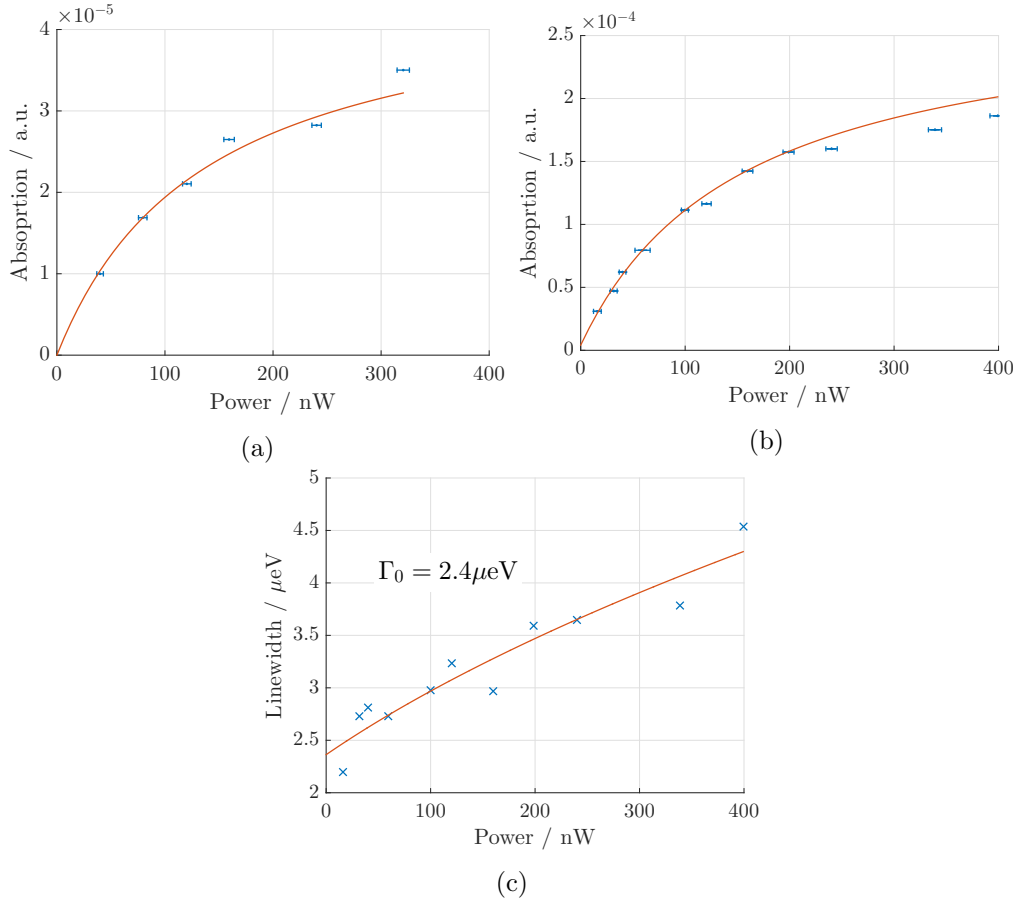 ×10⁻⁵
4
3
2
1
0
0 100 200 300 400
Absoprtion / a.u.
Power / nW
(a)
×10⁻⁴
2.5
2
1.5
1
0.5
0
0 100 200 300 400
Absoprtion / a.u.
Power / nW
(b)
5
4.5
4
3.5
3
2.5
2
0 100 200 300 400
Γ₀ = 2.4μeV
Linewidth / μeV
Power / nW
(c)